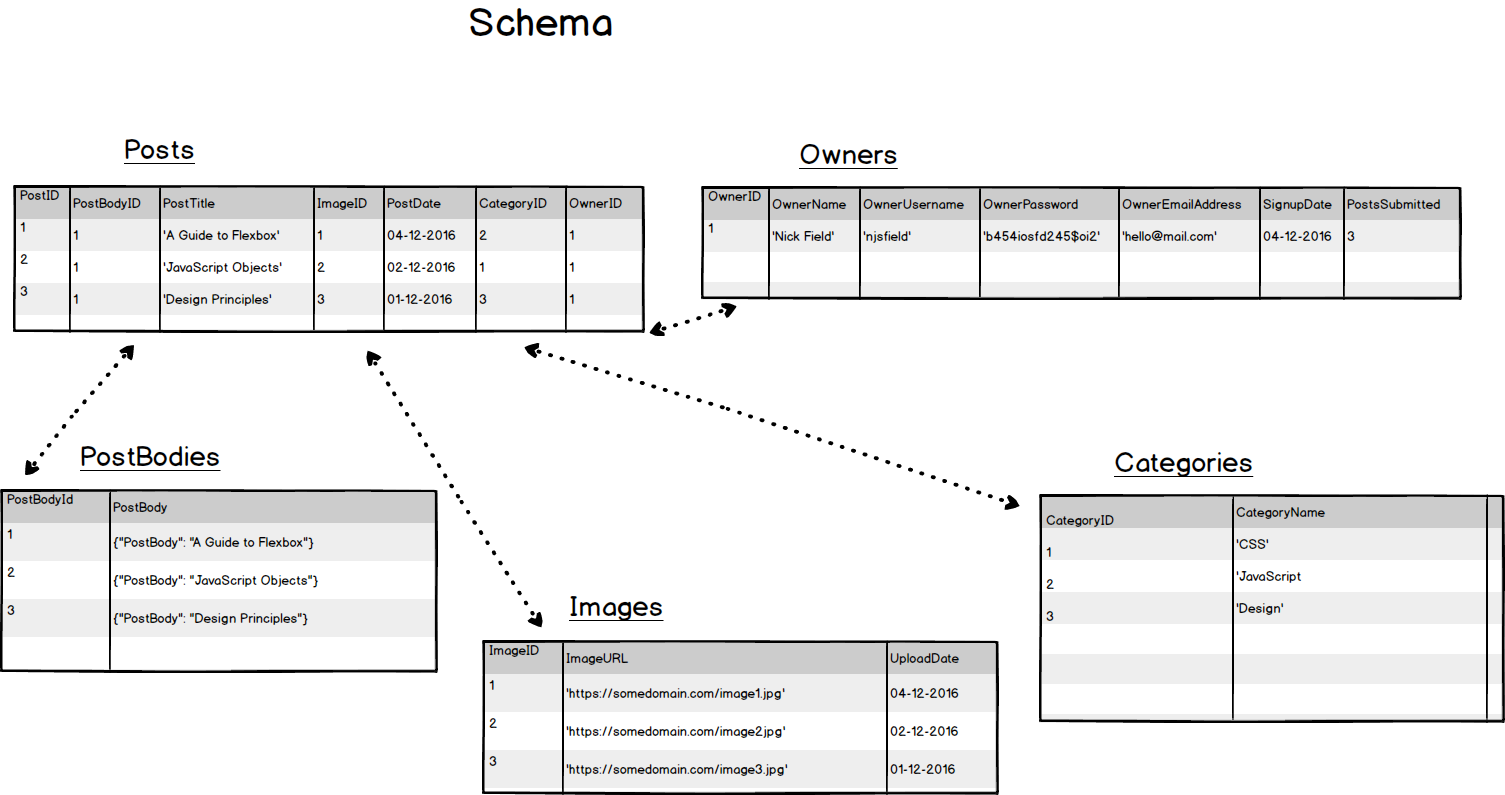 Schema
Posts
PostID PostBodyID PostTitle ImageID PostDate CategoryID OwnerID
1 1 'A Guide to Flexbox' 1 04-12-2016 2 1
2 1 'JavaScript Objects' 2 02-12-2016 1 1
3 1 'Design Principles' 3 01-12-2016 3 1
Owners
OwnerID OwnerName OwnerUsername OwnerPassword OwnerEmailAddress SignupDate PostsSubmitted
1 'Nick Field' 'njsfield' 'b454iosfd245$oi2' 'hello@mail.com' 04-12-2016 3
PostBodies
PostBodyId PostBody
1 {"PostBody": "A Guide to Flexbox"}
2 {"PostBody": "JavaScript Objects"}
3 {"PostBody": "Design Principles"}
Images
ImageID ImageURL UploadDate
1 'https://somedomain.com/image1.jpg' 04-12-2016
2 'https://somedomain.com/image2.jpg' 02-12-2016
3 'https://somedomain.com/image3.jpg' 01-12-2016
Categories
CategoryID CategoryName
1 'CSS'
2 'JavaScript
3 'Design'